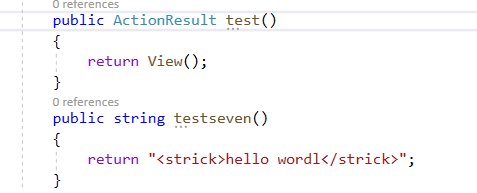 0 references
public ActionResult test()
{
return View();
}
0 references
public string testseven()
{
return "<strick>hello wordl</strick>";
}